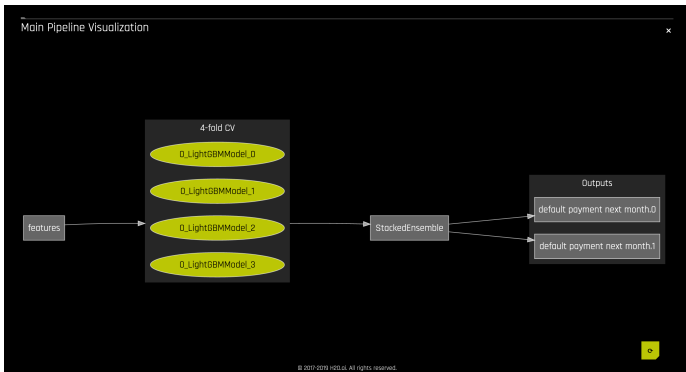 Main Pipeline Visualization
×
4-fold CV
0_LightGBMModel_0
0_LightGBMModel_1
0_LightGBMModel_2
0_LightGBMModel_3
features
StackedEnsemble
Outputs
default payment next month.0
default payment next month.1
© 2017-2019 H2O.ai. All rights reserved.